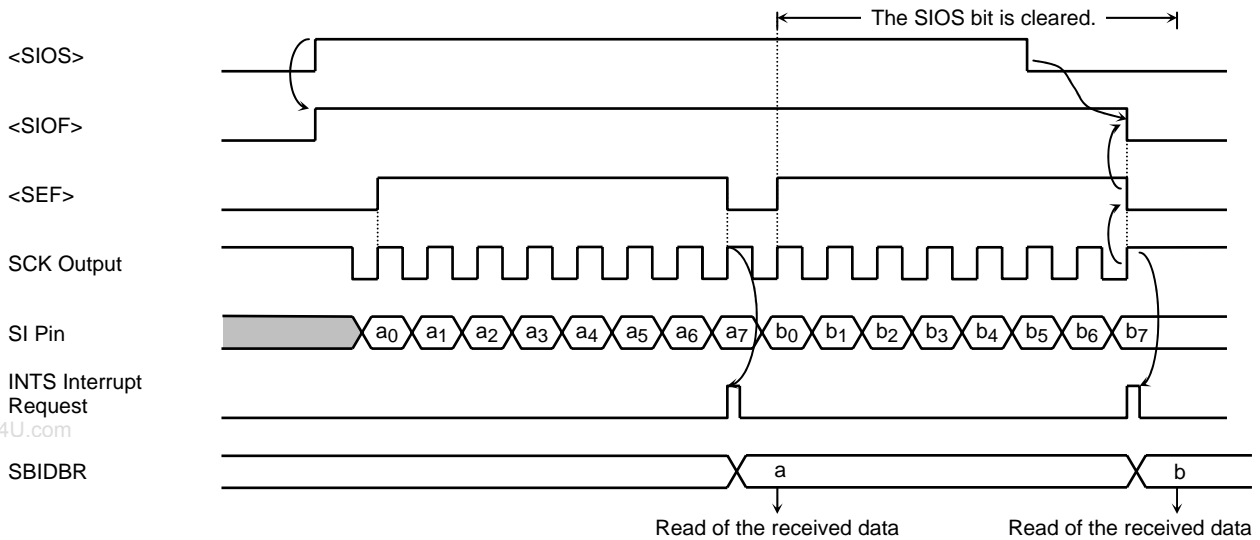 The SIOS bit is cleared.
<SIOS>
<SIOF>
<SEF>
SCK Output
SI Pin
a0 a1 a2 a3 a4 a5 a6 a7 b0 b1 b2 b3 b4 b5 b6 b7
INTS Interrupt
Request
4U.com
SBIDBR
a b
Read of the received data Read of the received data